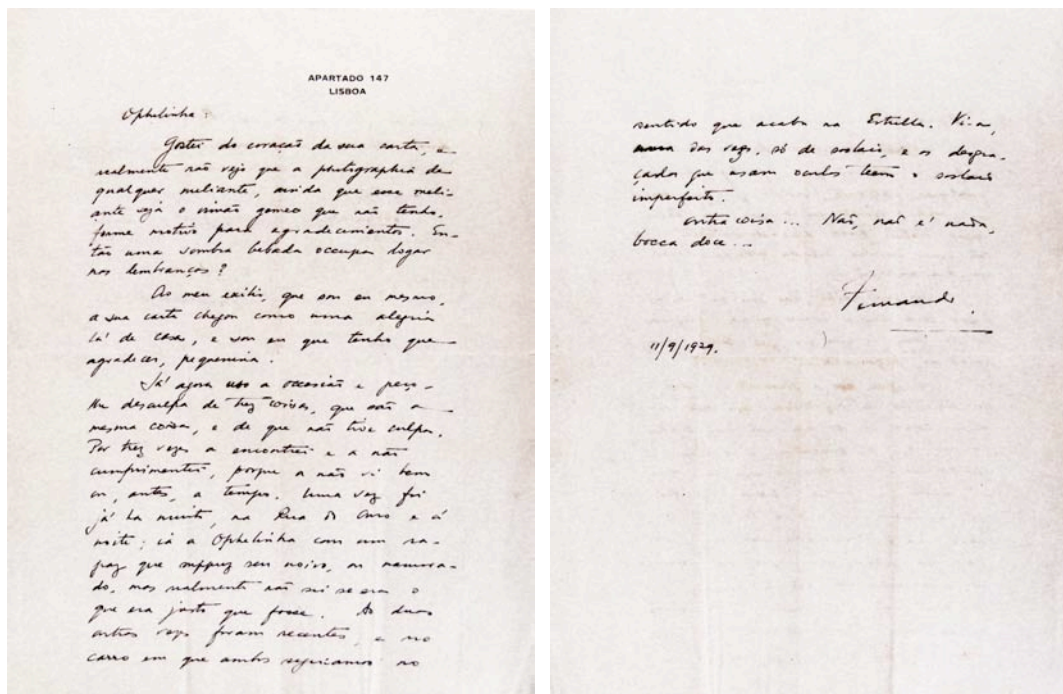 APARTADO 147
LISBOA
Ophelinha:
Gostei do coração da sua carta, e
realmente não vejo que a photographia de
qualquer meliante, ainda que esse meli-
ante seja o irmão gemeo que não tenho,
forme motivo para agradecimentos. En-
tão uma sombra bebada occupa logar
nas lembranças?
Ao meu exilio, que sou eu mesmo,
a sua carta chegou como uma alegria
lá de casa, e sou eu que tenho que
agradecer, pequenina.
Já agora uso a occasião e peço-
lhe desculpa de trez coisas, que são a
mesma coisa, e de que não tive culpa.
Por trez vezes a encontrei e a não
cumprimentei, porque a não vi bem
ou, antes, a tempo. Uma vez foi
já ha muito, na Rua do Ouro e á
noite; ia a Ophelinha com um ra-
paz que suppuz seu noivo, ou namora-
do, mas realmente não sei se era o
que era justo que fosse. As duas
outras vezes foram recentes, e no
carro em que ambos seguiamos no
sentido que acaba na Estrella. Vi-a,
uma das vezes, só de soslaio, e os desgra-
çados que usam oculos teem o soslaio
imperfeito.
Outra coisa... Não, não é nada,
bocca doce...
Fernando
11/9/1929.